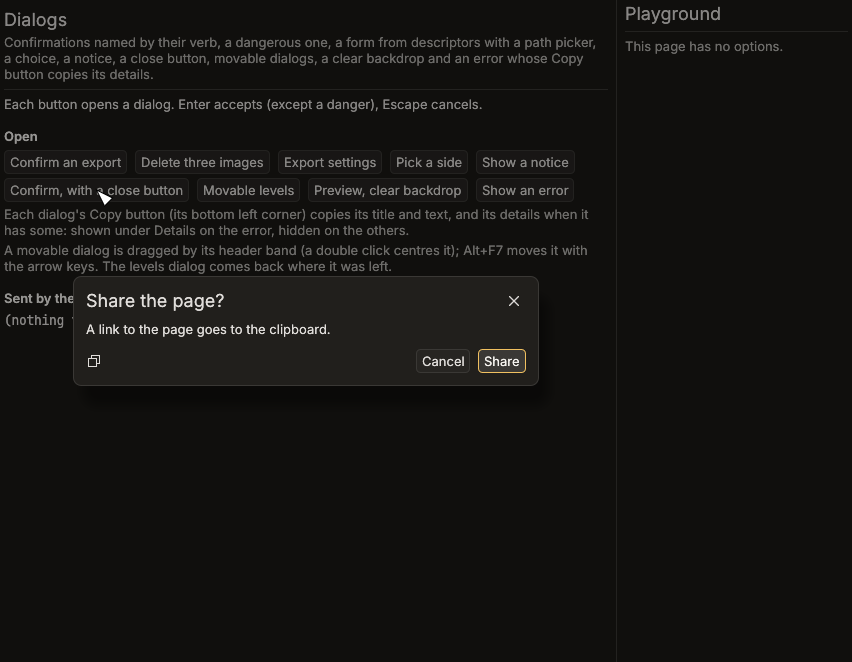 Dialogs
Confirmations named by their verb, a dangerous one, a form from descriptors with a path picker,
a choice, a notice, a close button, movable dialogs, a clear backdrop and an error whose Copy
button copies its details.
Each button opens a dialog. Enter accepts (except a danger), Escape cancels.
Open
Confirm an export
Delete three images
Export settings
Pick a side
Show a notice
Confirm, with a close button
Movable levels
Preview, clear backdrop
Show an error
Each dialog's Copy button (its bottom left corner) copies its title and text, and its details when it
has some: shown under Details on the error, hidden on the others.
A movable dialog is dragged by its header band (a double click centres it); Alt+F7 moves it with
the arrow keys. The levels dialog comes back where it was left.
Sent by the
(nothing
Share the page?
A link to the page goes to the clipboard.
Cancel
Share
Playground
This page has no options.